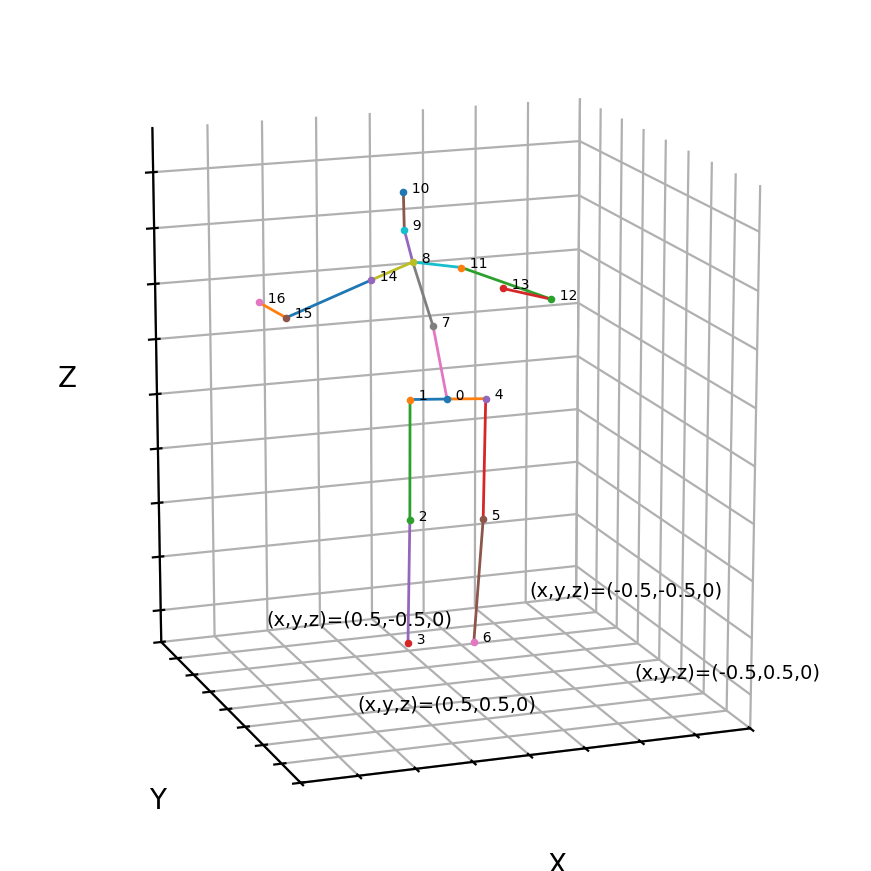 10
9
8
11
14
13
12
16
15
7
Z
1
0
4
2
5
(x,y,z)=(-0.5,-0.5,0)
(x,y,z)=(0.5,-0.5,0)
3
6
(x,y,z)=(-0.5,0.5,0)
(x,y,z)=(0.5,0.5,0)
Y
X